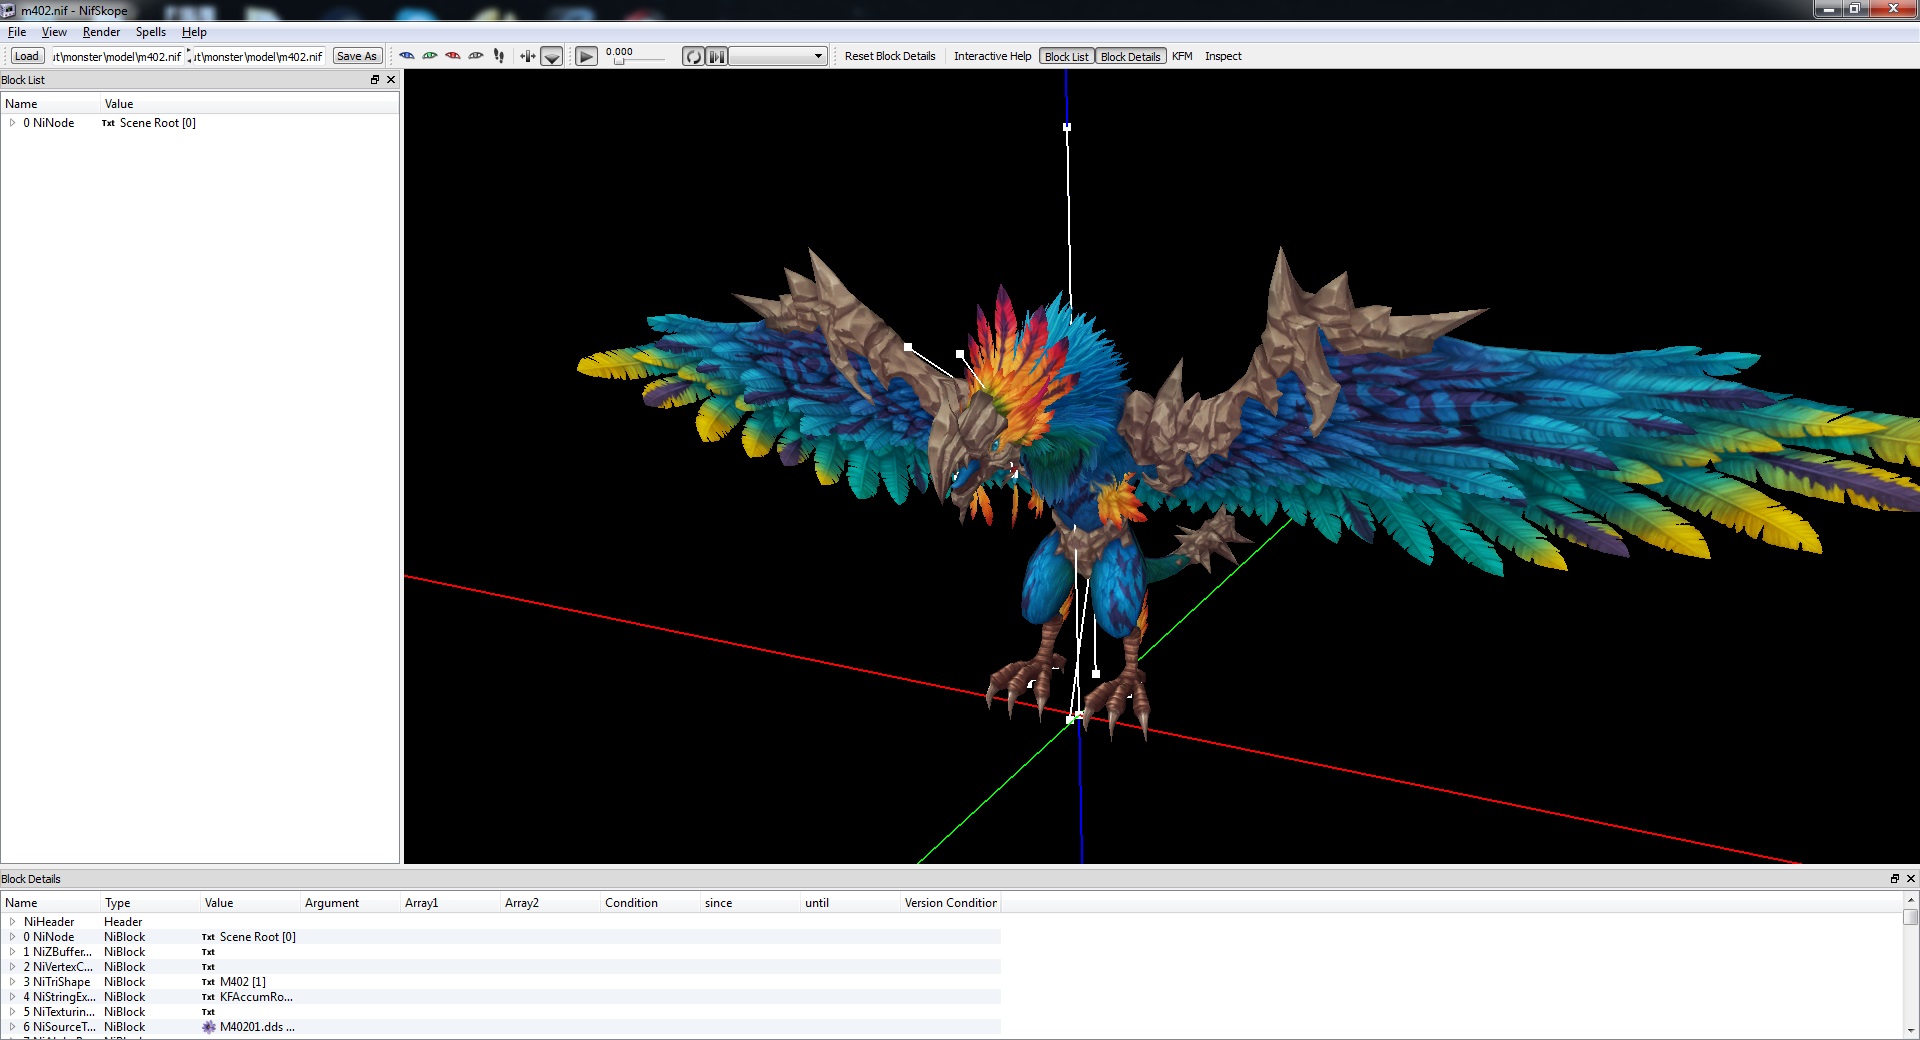 m402.nif - NifSkope
File View Render Spells Help
Load ıt\monster\model\m402.nif ıt\monster\model\m402.nif Save As 0.000 Reset Block Details Interactive Help Block List Block Details KFM Inspect
Block List
Name Value
0 NiNode Txt Scene Root [0]
Block Details
Name Type Value Argument Array1 Array2 Condition since until Version Condition
NiHeader Header
0 NiNode NiBlock Txt Scene Root [0]
1 NiZBuffer... NiBlock Txt
2 NiVertexC... NiBlock Txt
3 NiTriShape NiBlock Txt M402 [1]
4 NiStringEx... NiBlock Txt KFAccumRo...
5 NiTexturin... NiBlock Txt
6 NiSourceT... NiBlock M40201.dds ...